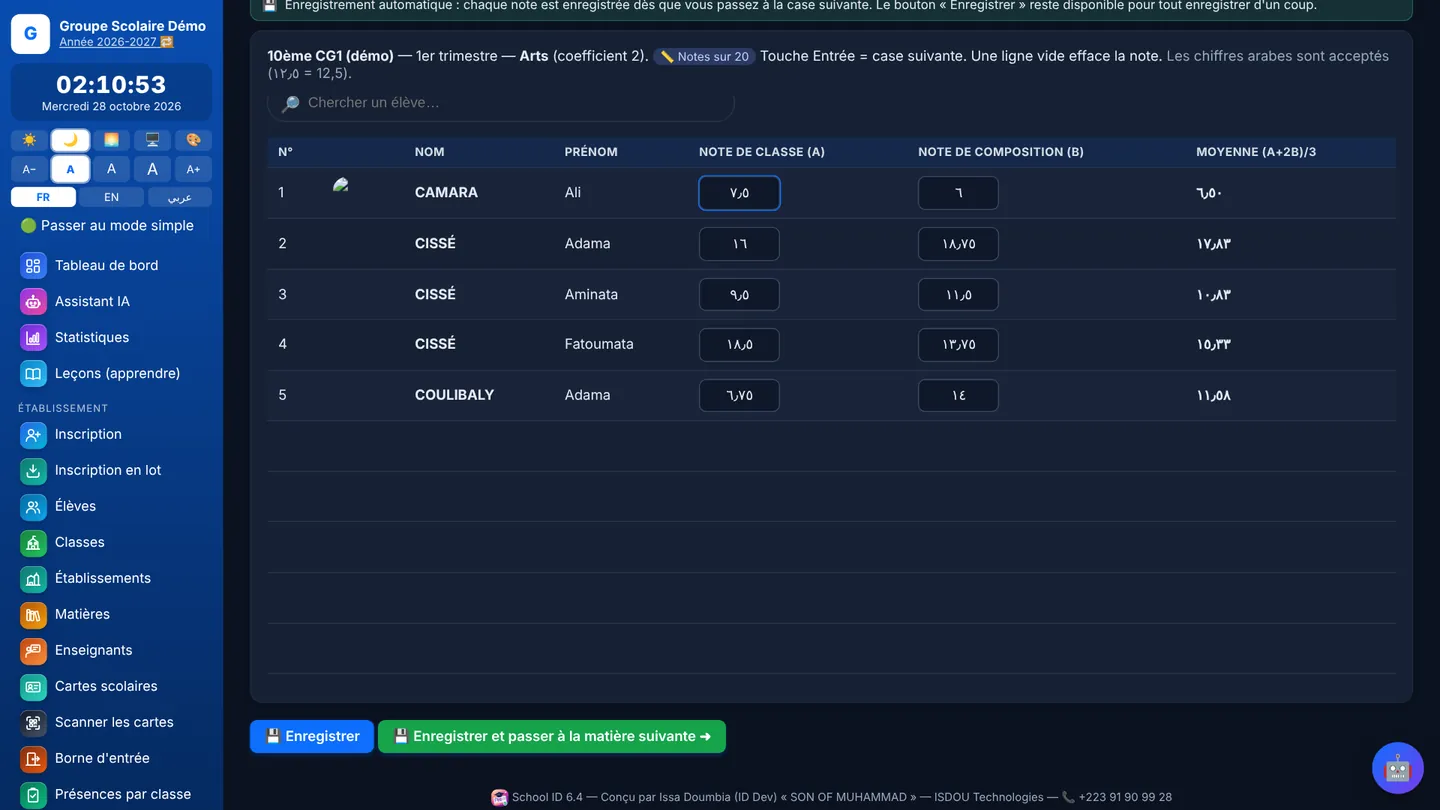 G
Groupe Scolaire Démo
Année 2026-2027
02:10:53
Mercredi 28 octobre 2026
A− A A A A+
FR EN عربي
Passer au mode simple
Tableau de bord
Assistant IA
Statistiques
Leçons (apprendre)
ÉTABLISSEMENT
Inscription
Inscription en lot
Élèves
Classes
Établissements
Matières
Enseignants
Cartes scolaires
Scanner les cartes
Borne d'entrée
Présences par classe
Enregistrement automatique : chaque note est enregistrée dès que vous passez à la case suivante. Le bouton « Enregistrer » reste disponible pour tout enregistrer d'un coup.
10ème CG1 (démo) — 1er trimestre — Arts (coefficient 2). 📏 Notes sur 20 Touche Entrée = case suivante. Une ligne vide efface la note. Les chiffres arabes sont acceptés
(١٢٫٥ = 12,5).
Chercher un élève…
N° NOM PRÉNOM NOTE DE CLASSE (A) NOTE DE COMPOSITION (B) MOYENNE (A+2B)/3
1 CAMARA Ali ٧٫٥ ٦ ٦٫٥٠
2 CISSÉ Adama ١٦ ١٨٫٧٥ ١٧٫٨٣
3 CISSÉ Aminata ٩٫٥ ١١٫٥ ١٠٫٨٣
4 CISSÉ Fatoumata ١٨٫٥ ١٣٫٧٥ ١٥٫٣٣
5 COULIBALY Adama ٦٫٧٥ ١٤ ١١٫٥٨
Enregistrer
Enregistrer et passer à la matière suivante ➜
School ID 6.4 — Conçu par Issa Doumbia (ID Dev) « SON OF MUHAMMAD » — ISDOU Technologies — 📞 +223 91 90 99 28